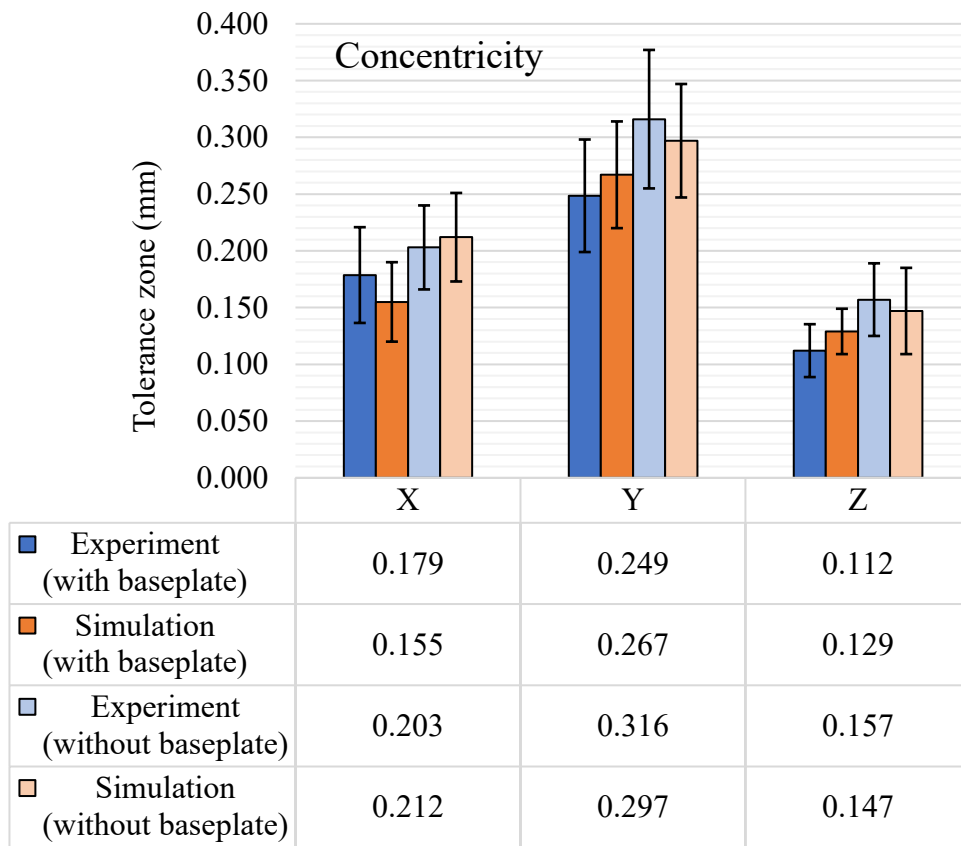 Concentricity
Tolerance zone (mm)
0.400
0.350
0.300
0.250
0.200
0.150
0.100
0.050
0.000
X Y Z
Experiment
(with baseplate) 0.179 0.249 0.112
Simulation
(with baseplate) 0.155 0.267 0.129
Experiment
(without baseplate) 0.203 0.316 0.157
Simulation
(without baseplate) 0.212 0.297 0.147